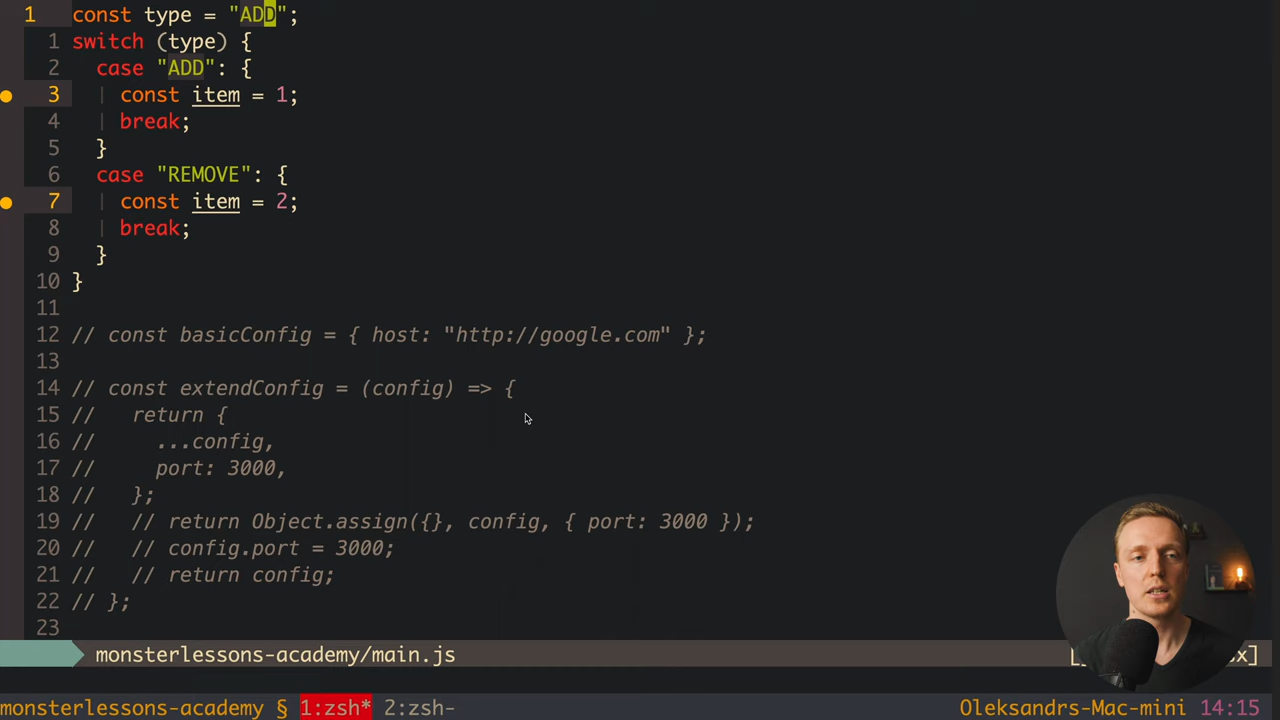 1 const type = "ADD";
1 switch (type) {
2 case "ADD": {
3 const item = 1;
4 break;
5 }
6 case "REMOVE": {
7 const item = 2;
8 break;
9 }
10 }
11
12 // const basicConfig = { host: "http://google.com" };
13
14 // const extendConfig = (config) => {
15 // return {
16 // ...config,
17 // port: 3000,
18 // };
19 // // return Object.assign({}, config, { port: 3000 });
20 // // config.port = 3000;
21 // // return config;
22 // };
23
monsterlessons-academy/main.js
monsterlessons-academy § 1:zsh* 2:zsh- Oleksandrs-Mac-mini 14:15